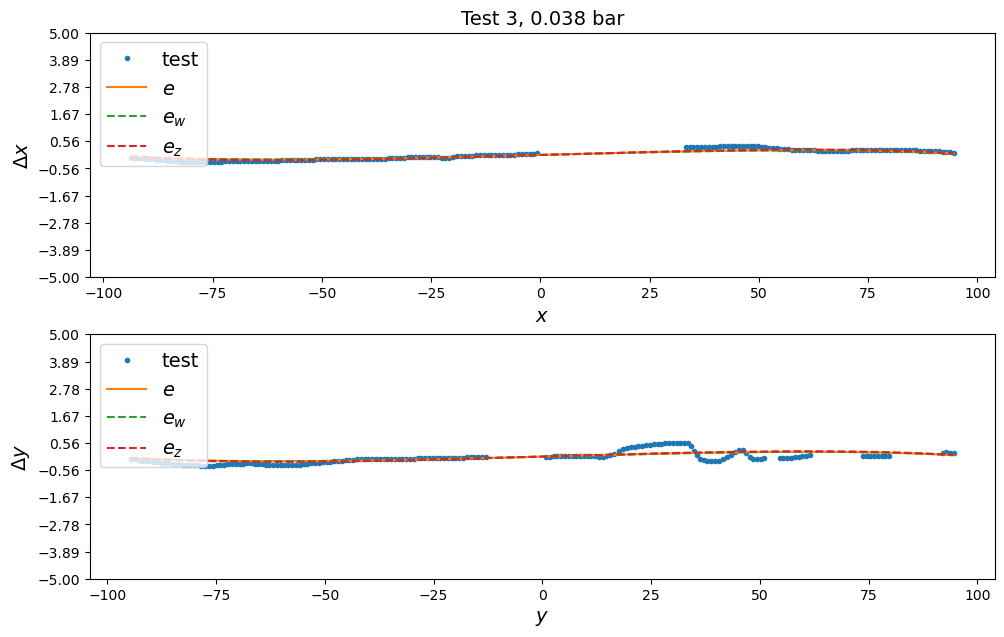 Test 3, 0.038 bar
5.00
3.89
2.78
1.67
0.56
−0.56
−1.67
−2.78
−3.89
−5.00
Δx
test
e
e_w
e_z
−100 −75 −50 −25 0 25 50 75 100
x
5.00
3.89
2.78
1.67
0.56
−0.56
−1.67
−2.78
−3.89
−5.00
Δy
test
e
e_w
e_z
−100 −75 −50 −25 0 25 50 75 100
y